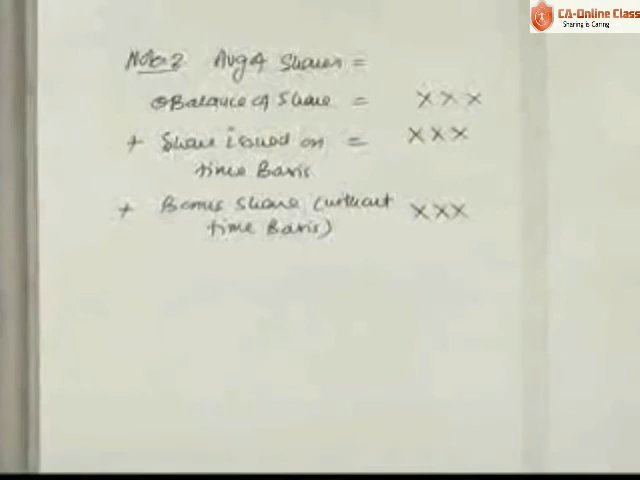 CA-Online Class
Sharing is Caring
Note:2 Avg of Shares =
OBalance of Share = XXX
+ Share issued on = XXX
time Basis
+ Bonus Share (without XXX
time Basis)